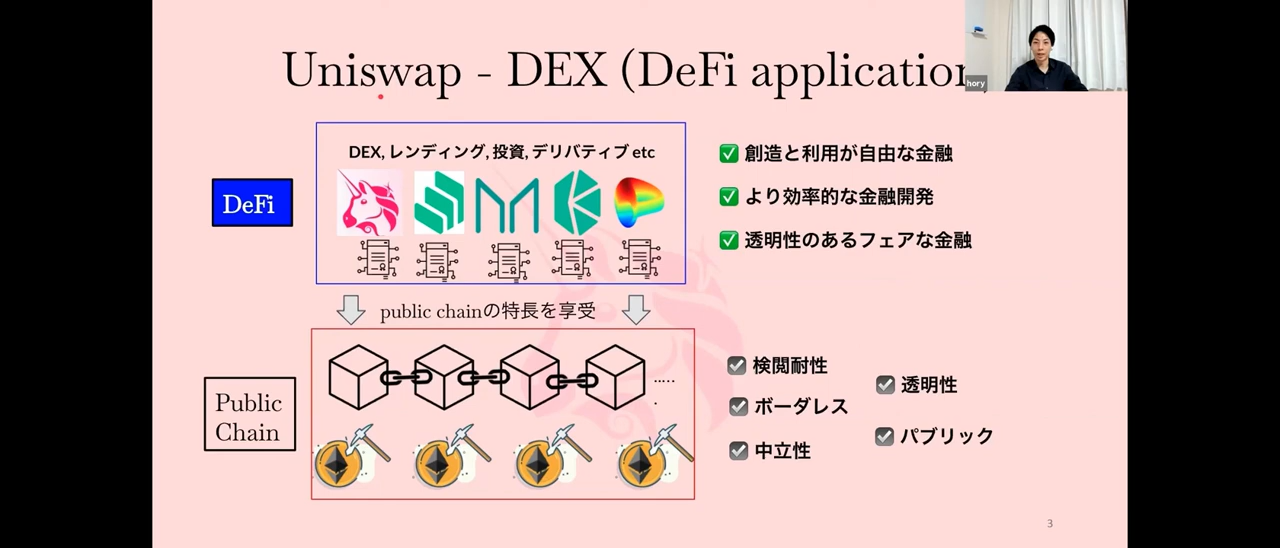 Uniswap - DEX (DeFi application)
hory
DEX, レンディング, 投資, デリバティブ etc
DeFi
創造と利用が自由な金融
より効率的な金融開発
透明性のあるフェアな金融
public chainの特長を享受
Public
Chain
.....
.
検閲耐性
透明性
ボーダレス
パブリック
中立性
3